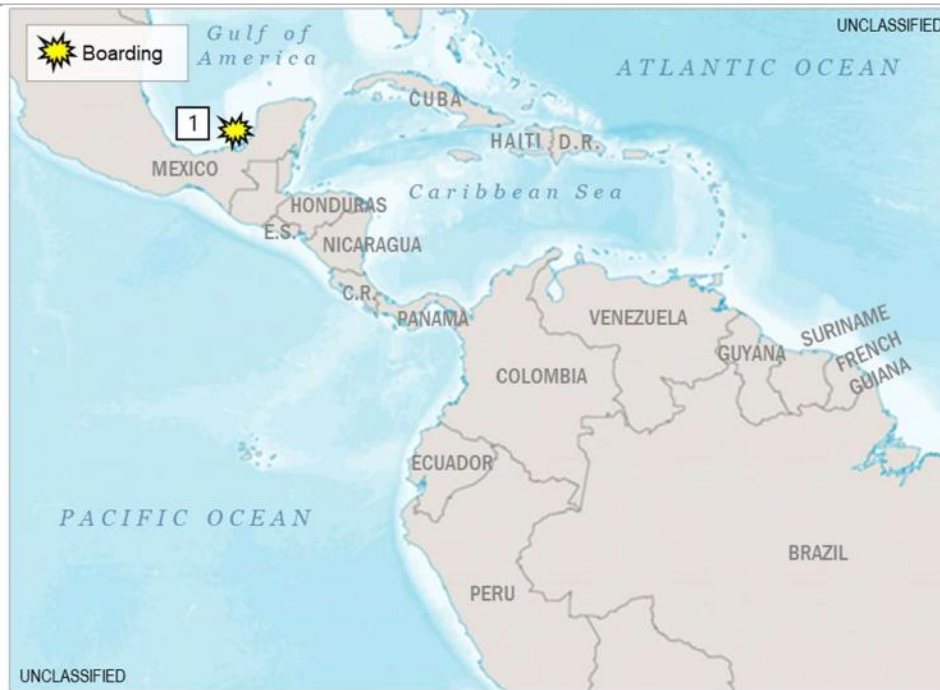 UNCLASSIFIED
Boarding
Gulf of
America
ATLANTIC OCEAN
CUBA
1
HAITI
D.R.
MEXICO
Caribbean Sea
HONDURAS
E.S.
NICARAGUA
C.R.
PANAMA
VENEZUELA
SURINAME
GUYANA
FRENCH
GUIANA
COLOMBIA
ECUADOR
PACIFIC OCEAN
BRAZIL
PERU
UNCLASSIFIED